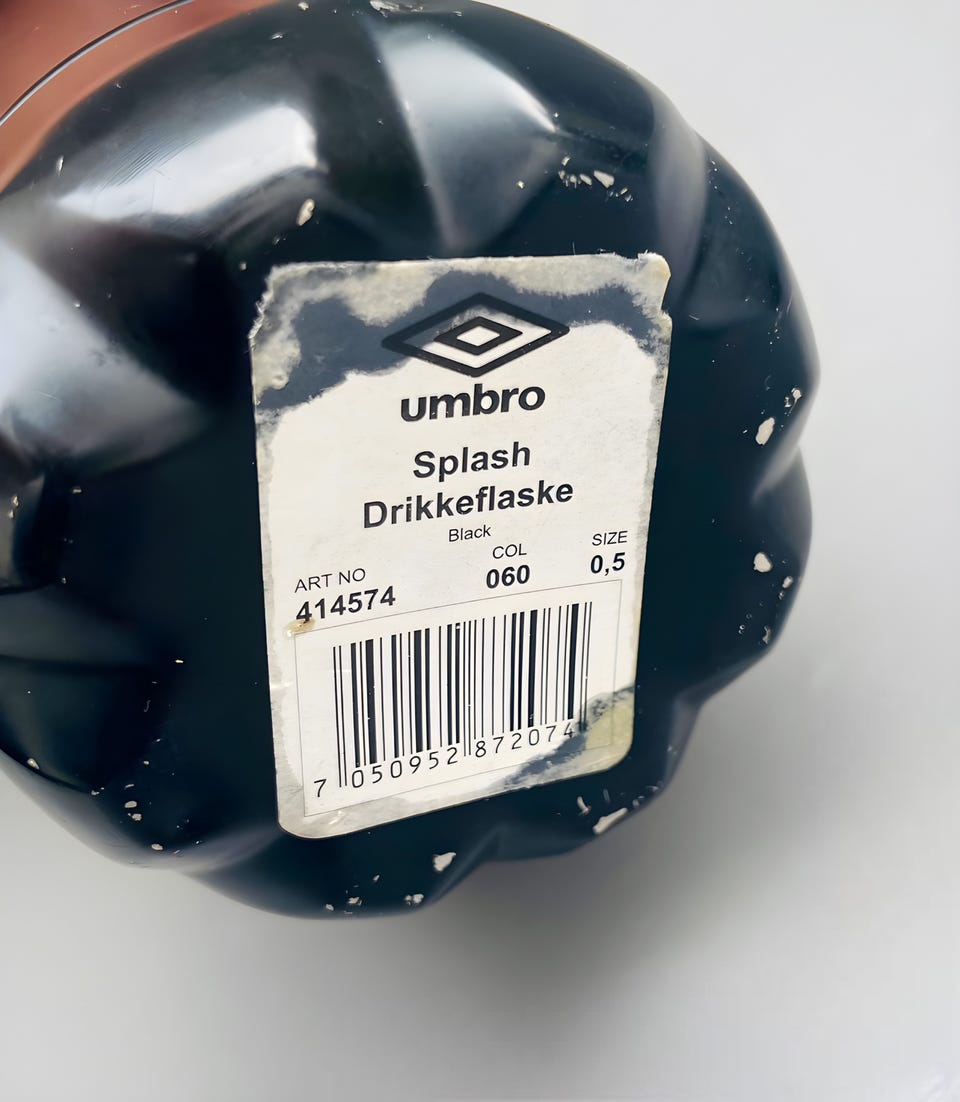 umbro
Splash
Drikkeflaske
Black
ART NO COL SIZE
414574 060 0,5
7 050952 872074